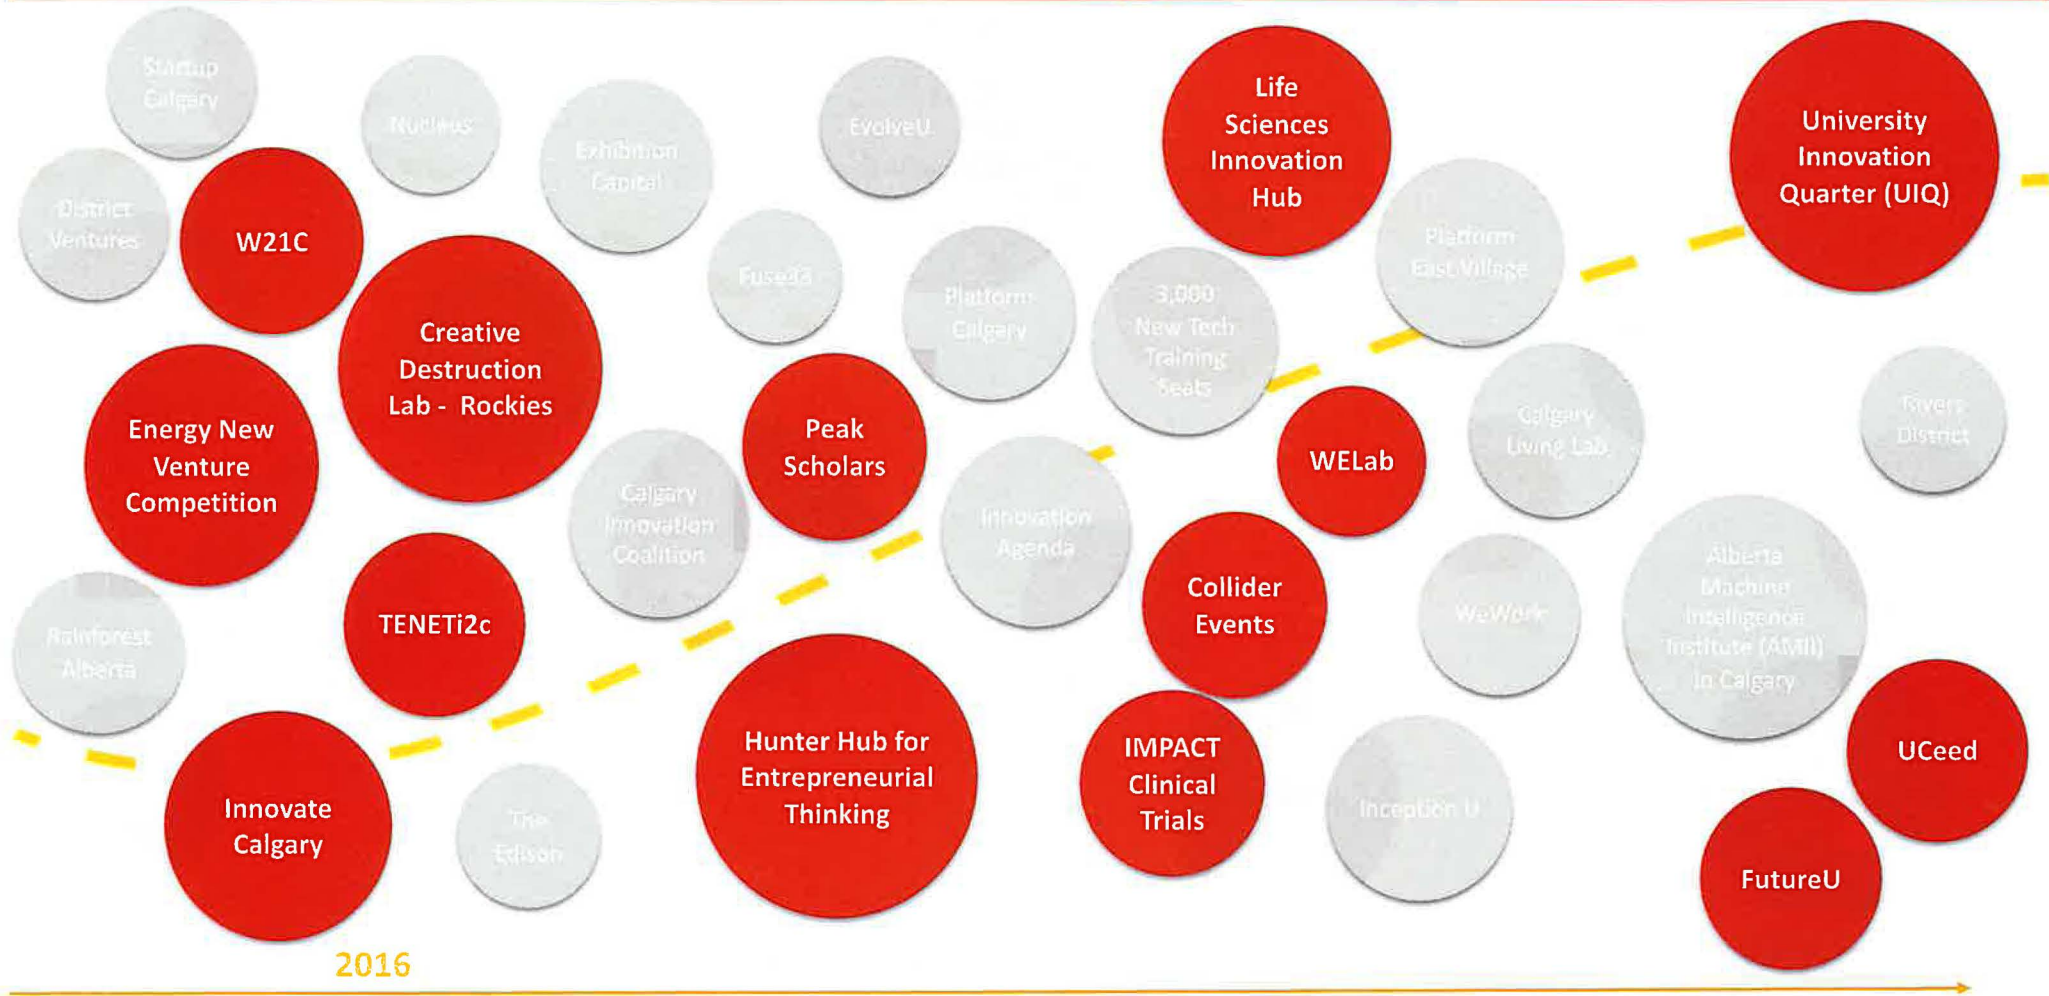 Startup
Calgary
Nucleus
Exhibition
Capital
EvolveU
Life
Sciences
Innovation
Hub
University
Innovation
Quarter (UIQ)
District
Ventures
W21C
Fuse33
Platform
Calgary
3,000
New Tech
Training
Seats
Platform
East Village
Creative
Destruction
Lab - Rockies
Energy New
Venture
Competition
Peak
Scholars
WELab
Calgary
Living Lab
Rivers
District
Calgary
Innovation
Coalition
Innovation
Agenda
Rainforest
Alberta
TENETi2c
Collider
Events
WeWork
Alberta
Machine
Intelligence
Institute (AMII)
in Calgary
Innovate
Calgary
The
Edison
Hunter Hub for
Entrepreneurial
Thinking
IMPACT
Clinical
Trials
Inception U
UCeed
FutureU
2016